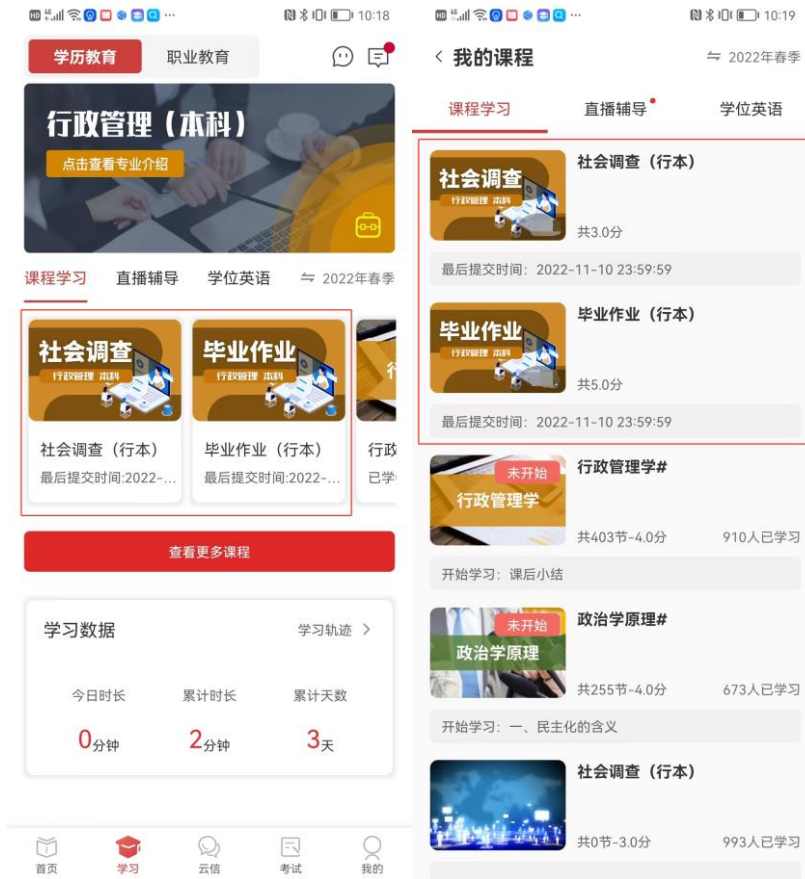 10:18
学历教育
职业教育
行政管理（本科）
点击查看专业介绍
课程学习
直播辅导
学位英语
2022年春季
社会调查
行政管理 本科
毕业作业
行政管理 本科
社会调查（行本）
毕业作业（行本）
行政
最后提交时间:2022-...
最后提交时间:2022-...
已学
查看更多课程
学习数据
学习轨迹
今日时长
累计时长
累计天数
0分钟
2分钟
3天
首页
学习
云信
考试
我的
10:19
我的课程
2022年春季
课程学习
直播辅导
学位英语
社会调查
行政管理 本科
社会调查（行本）
共3.0分
最后提交时间：2022-11-10 23:59:59
毕业作业
行政管理 本科
毕业作业（行本）
共5.0分
最后提交时间：2022-11-10 23:59:59
未开始
行政管理学
行政管理学#
共403节-4.0分
910人已学习
开始学习：课后小结
未开始
政治学原理
政治学原理#
共255节-4.0分
673人已学习
开始学习：一、民主化的含义
社会调查（行本）
共0节-3.0分
993人已学习